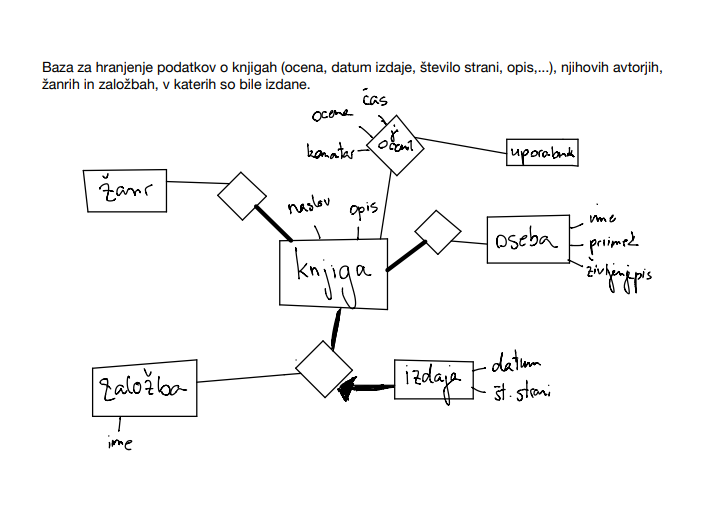 Baza za hranjenje podatkov o knjigah (ocena, datum izdaje, število strani, opis,...), njihovih avtorjih,
žanrih in založbah, v katerih so bile izdane.
čas
ocena
komentar
je ocenil
uporabnik
žanr
naslov
opis
ime
oseba
priimek
življenjepis
knjiga
založba
izdaja
datum
št. strani
ime